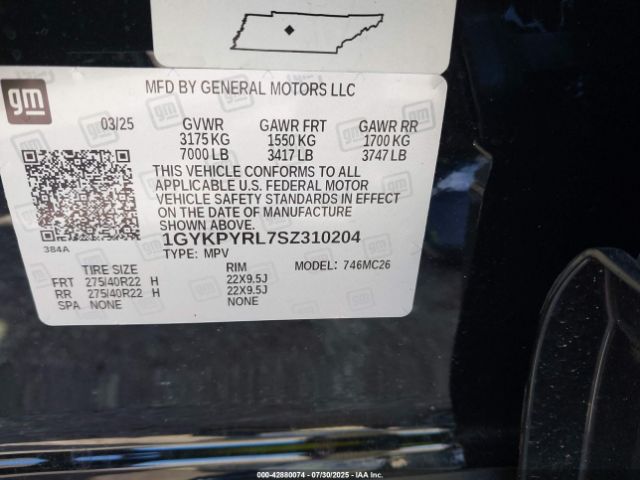 gm
MFD BY GENERAL MOTORS LLC
03/25 GVWR GAWR FRT GAWR RR
3175 KG 1550 KG 1700 KG
7000 LB 3417 LB 3747 LB
THIS VEHICLE CONFORMS TO ALL
APPLICABLE U.S. FEDERAL MOTOR
VEHICLE SAFETY STANDARDS IN EFFECT
ON THE DATE OF MANUFACTURE
SHOWN ABOVE.
384A
1GYKPYRL7SZ310204
TYPE: MPV MODEL: 746MC26
TIRE SIZE RIM
FRT 275/40R22 H 22X9.5J
RR 275/40R22 H 22X9.5J
SPA NONE NONE
000-42880074 - 07/30/2025 - IAA Inc.